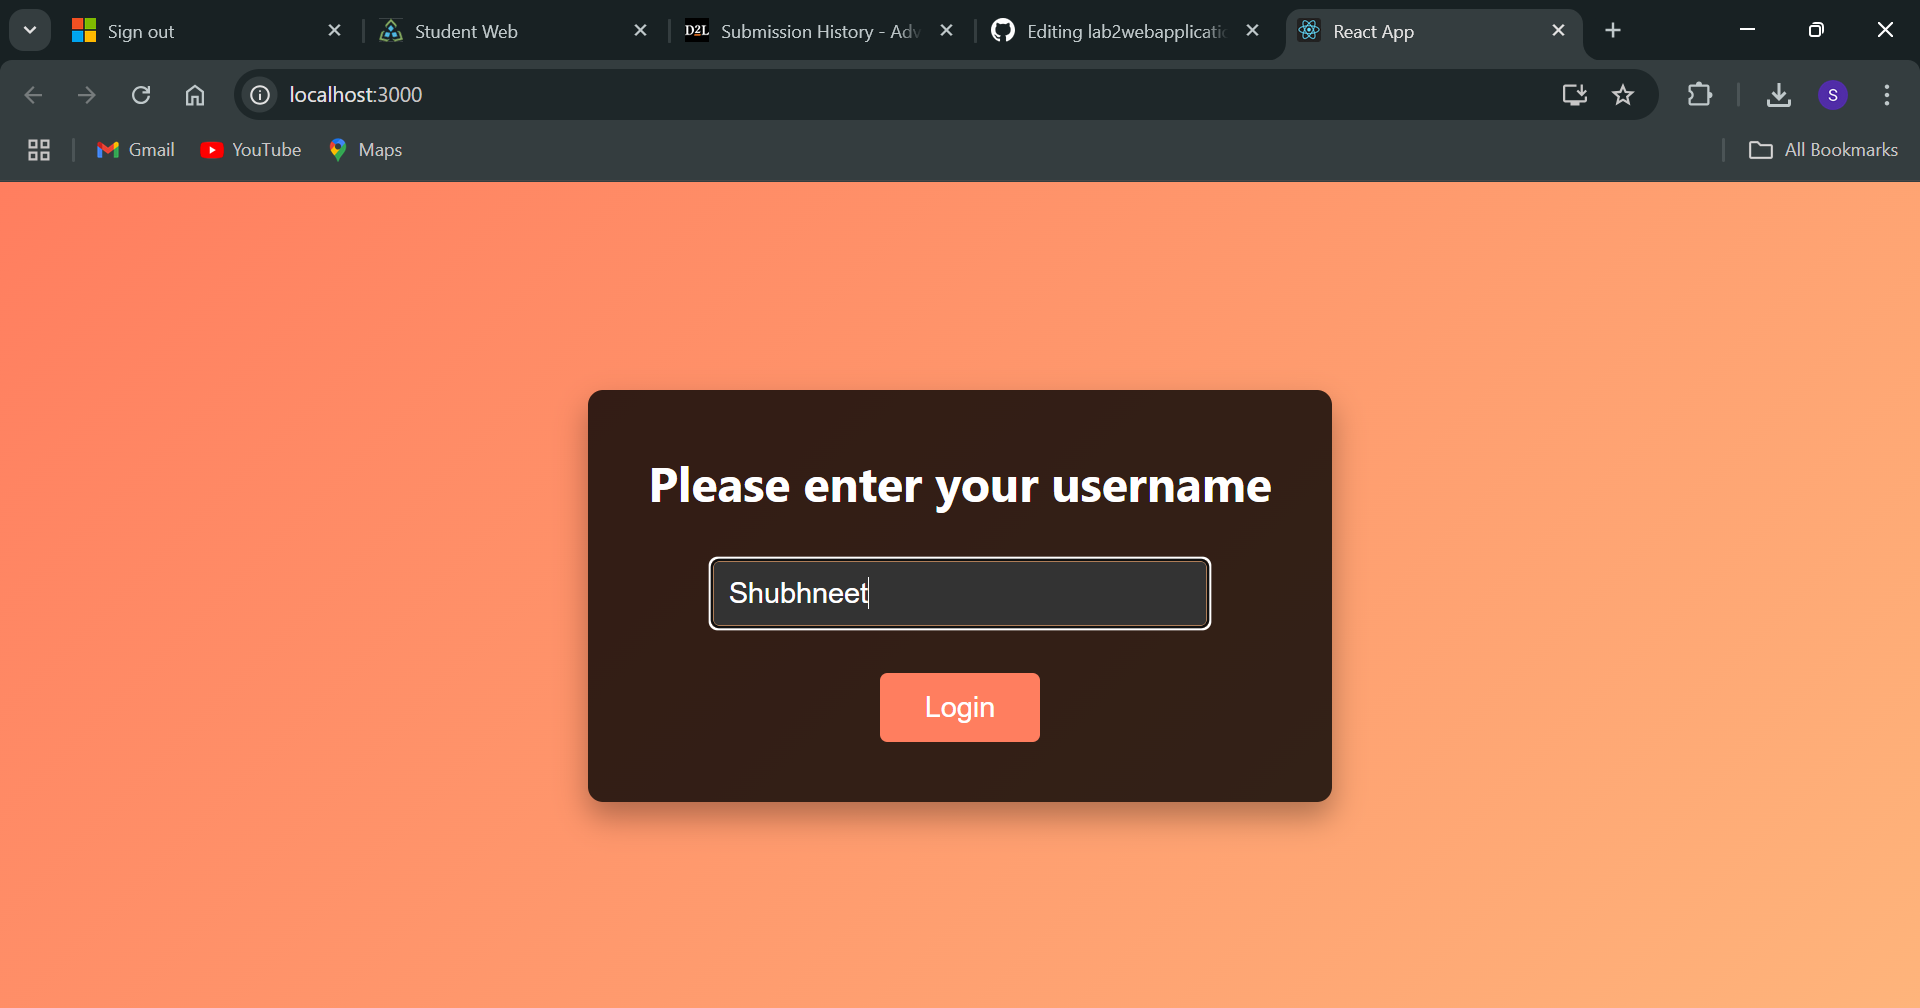 Sign out
Student Web
D2L Submission History - Adv
Editing lab2webapplicatio
React App
localhost:3000
S
Gmail
YouTube
Maps
All Bookmarks
Please enter your username
Shubhneet
Login